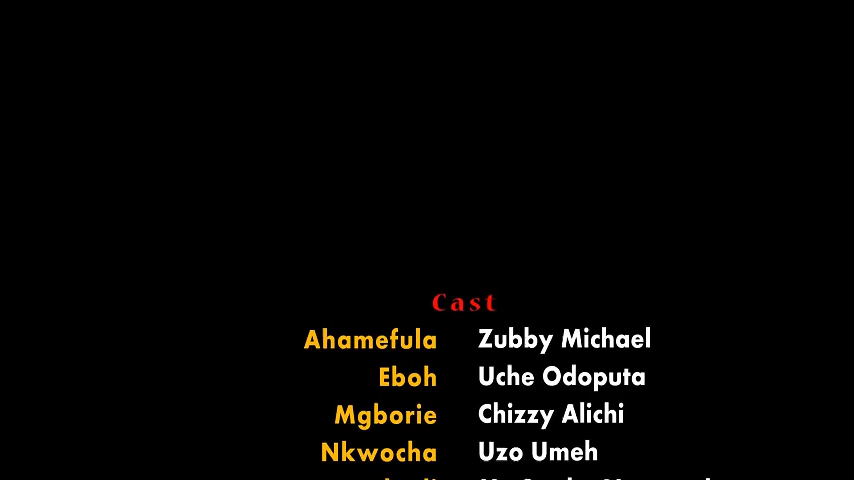 Cast
Ahamefula Zubby Michael
Eboh Uche Odoputa
Mgborie Chizzy Alichi
Nkwocha Uzo Umeh